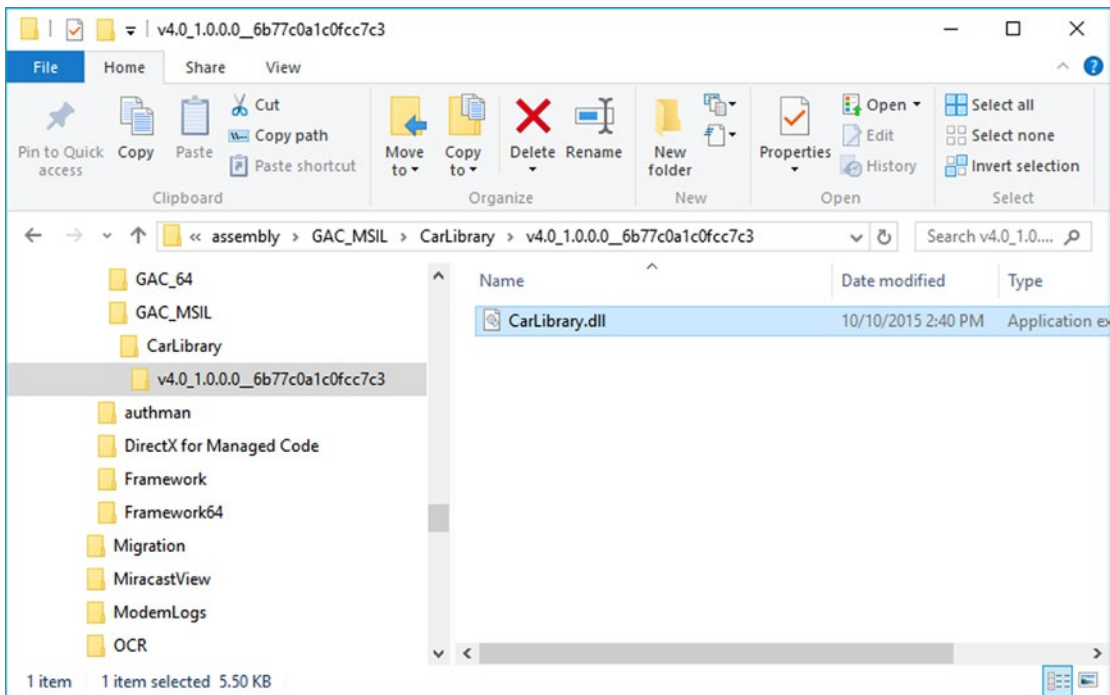 v4.0_1.0.0.0__6b77c0a1c0fcc7c3
File Home Share View
Pin to Quick access
Copy
Paste
Cut
Copy path
Paste shortcut
Clipboard
Move to
Copy to
Delete
Rename
Organize
New folder
New
Properties
Open
Edit
History
Open
Select all
Select none
Invert selection
Select
« assembly > GAC_MSIL > CarLibrary > v4.0_1.0.0.0__6b77c0a1c0fcc7c3
Search v4.0_1.0....
GAC_64
GAC_MSIL
CarLibrary
v4.0_1.0.0.0__6b77c0a1c0fcc7c3
authman
DirectX for Managed Code
Framework
Framework64
Migration
MiracastView
ModemLogs
OCR
Name Date modified Type
CarLibrary.dll 10/10/2015 2:40 PM Application ex
1 item 1 item selected 5.50 KB